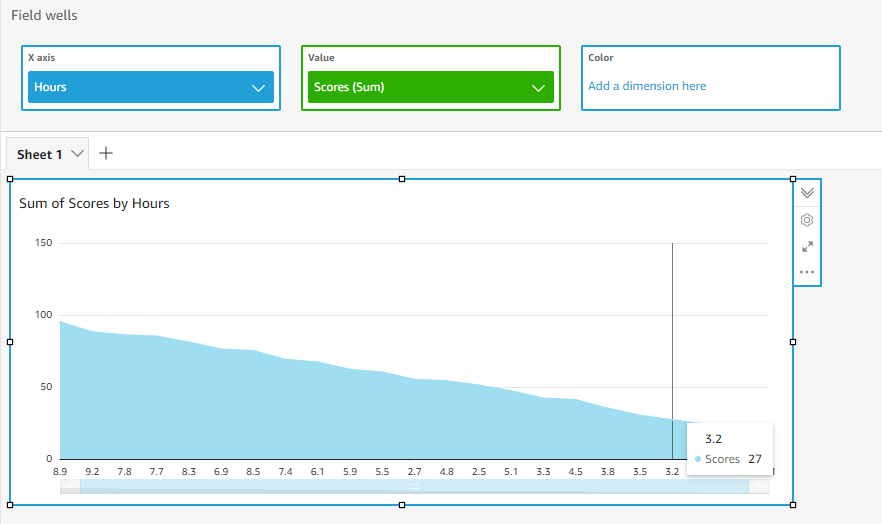 Field wells
X axis
Value
Color
Hours
Scores (Sum)
Add a dimension here
Sheet 1
Sum of Scores by Hours
150
100
50
0
8.9 9.2 7.8 7.7 8.3 6.9 8.5 7.4 6.1 5.9 5.5 2.7 4.8 2.5 5.1 3.3 4.5 3.8 3.5 3.2
3.2
Scores 27